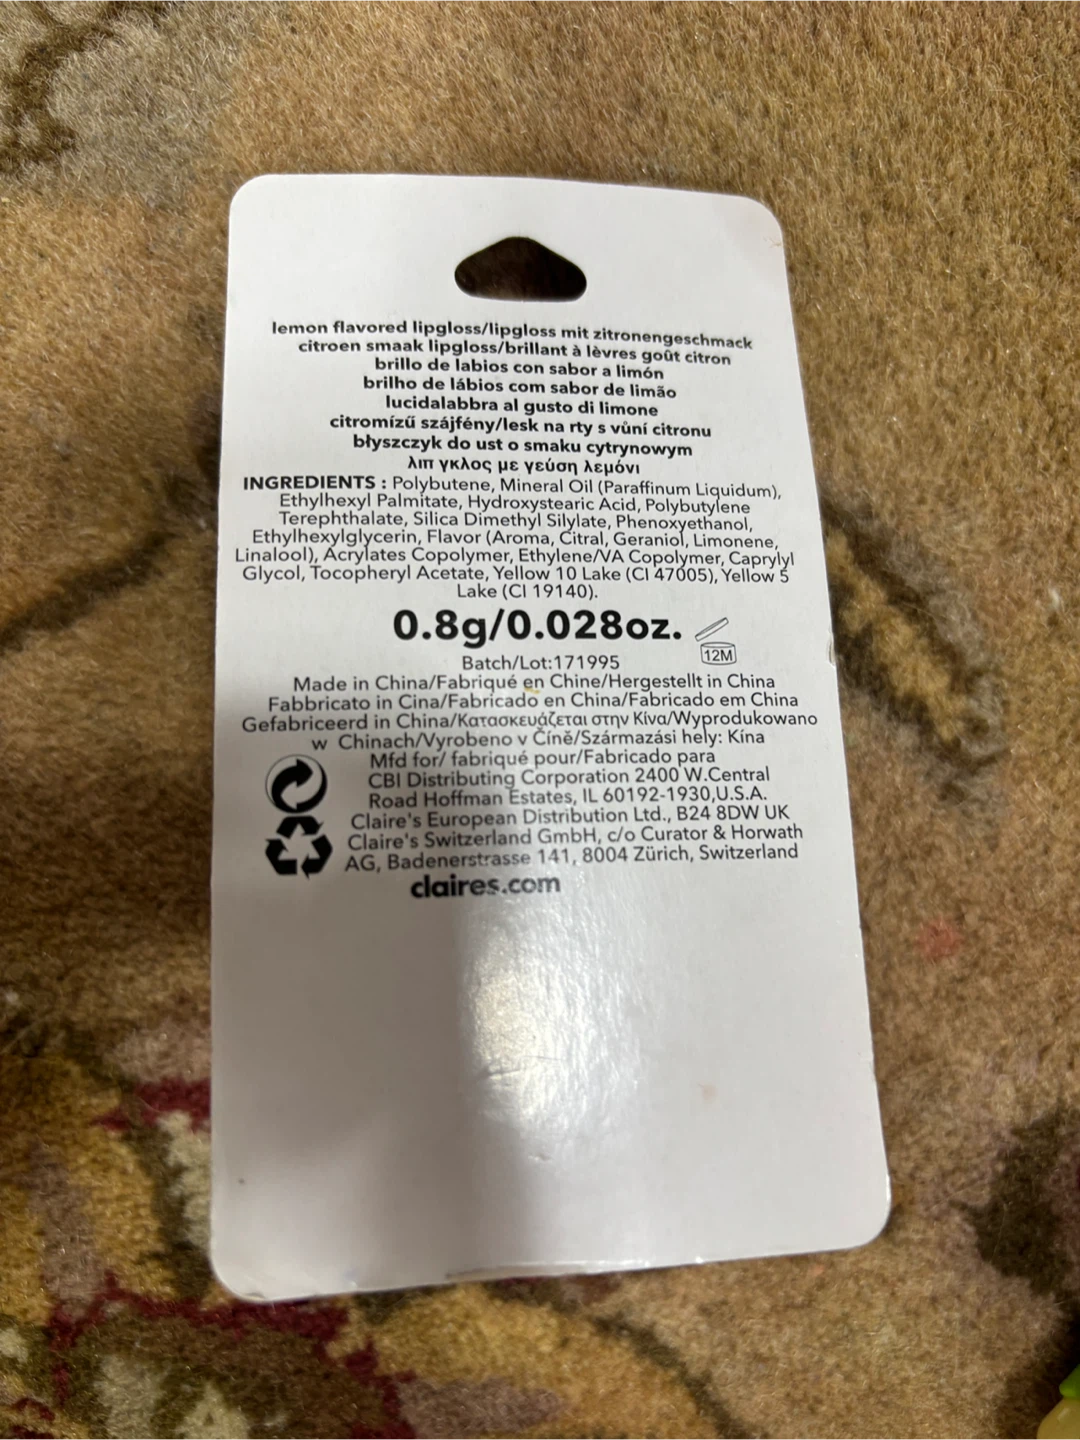 lemon flavored lipgloss/lipgloss mit zitronengeschmack
citroen smaak lipgloss/brillant à lèvres goût citron
brillo de labios con sabor a limón
brilho de lábios com sabor de limão
lucidalabbra al gusto di limone
citromízű szájfény/lesk na rty s vůní citronu
błyszczyk do ust o smaku cytrynowym
λιπ γκλος με γεύση λεμόνι
INGREDIENTS : Polybutene, Mineral Oil (Paraffinum Liquidum),
Ethylhexyl Palmitate, Hydroxystearic Acid, Polybutylene
Terephthalate, Silica Dimethyl Silylate, Phenoxyethanol,
Ethylhexylglycerin, Flavor (Aroma, Citral, Geraniol, Limonene,
Linalool), Acrylates Copolymer, Ethylene/VA Copolymer, Caprylyl
Glycol, Tocopheryl Acetate, Yellow 10 Lake (CI 47005), Yellow 5
Lake (CI 19140).
0.8g/0.028oz.
12M
Batch/Lot:171995
Made in China/Fabriqué en Chine/Hergestellt in China
Fabbricato in Cina/Fabricado en China/Fabricado em China
Gefabriceerd in China/Κατασκευάζεται στην Κίνα/Wyprodukowano
w Chinach/Vyrobeno v Číně/Származási hely: Kína
Mfd for/ fabriqué pour/Fabricado para
CBI Distributing Corporation 2400 W.Central
Road Hoffman Estates, IL 60192-1930,U.S.A.
Claire's European Distribution Ltd., B24 8DW UK
Claire's Switzerland GmbH, c/o Curator & Horwath
AG, Badenerstrasse 141, 8004 Zürich, Switzerland
claires.com